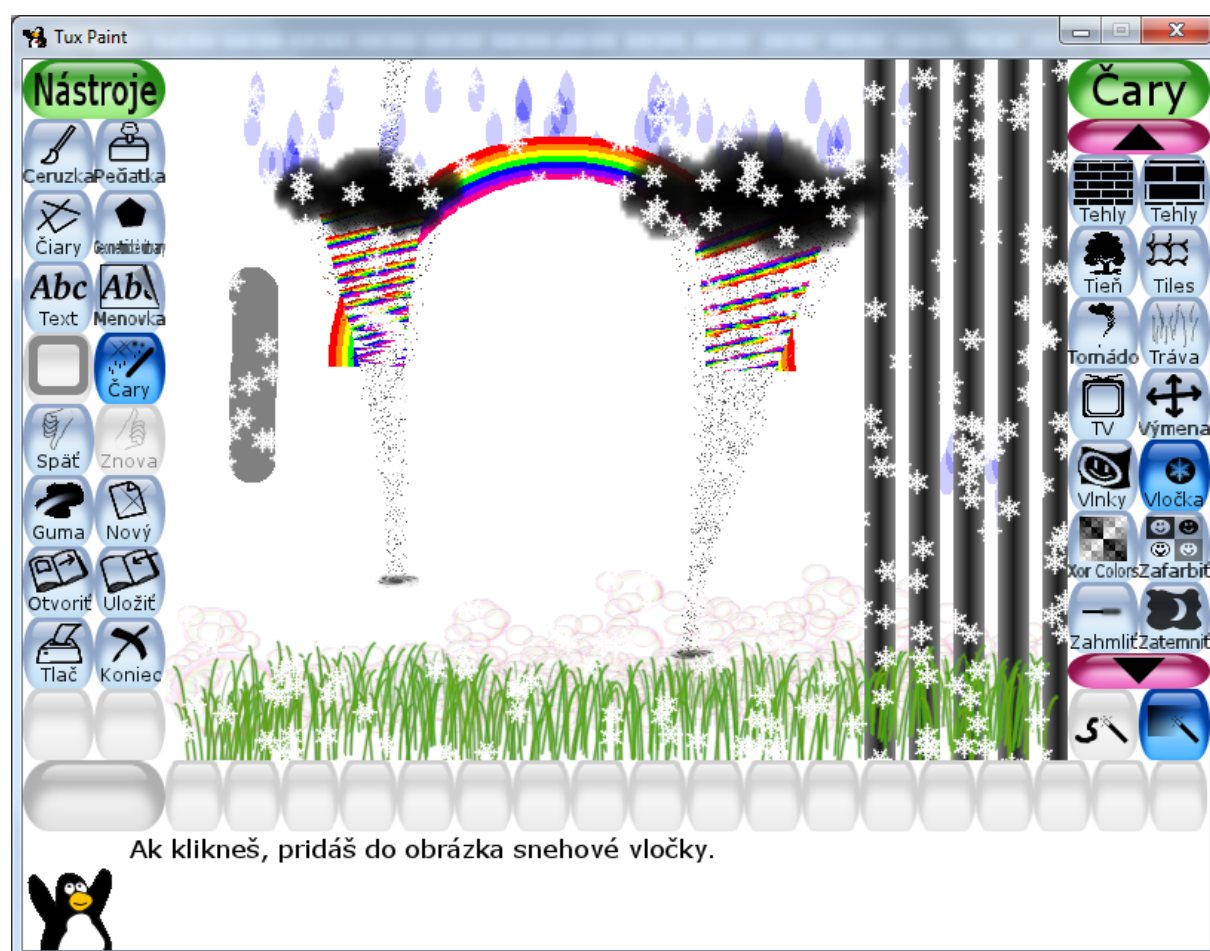 Tux Paint
Nástroje
Čary
Ceruzka Pečiatka
Čiary
Abc Abc
Text Menovka
Čary
Späť Znova
Guma Nový
Otvoriť Uložiť
Tlač Koniec
Tehly Tehly
Tieň Tiles
Tornádo Tráva
TV Výmena
Vlnky Vločka
Xor Colors Zafarbiť
Zahmliť Zatemniť
Ak klikneš, pridáš do obrázka snehové vločky.